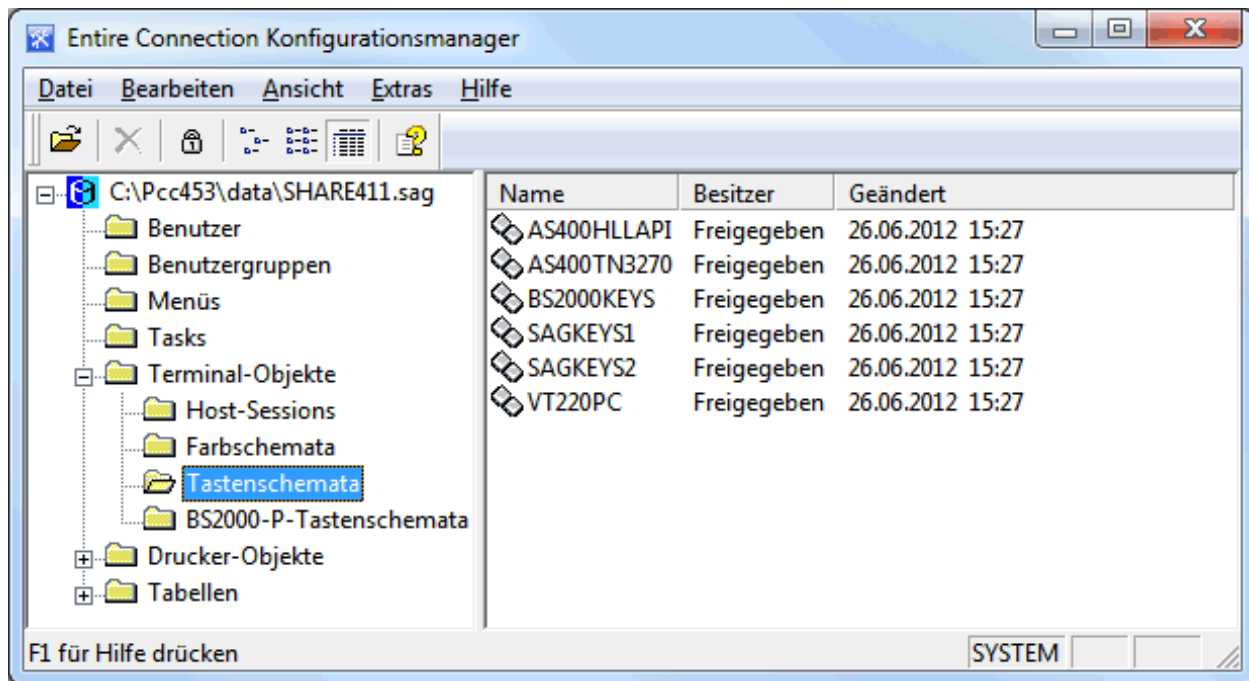 Entire Connection Konfigurationsmanager
Datei Bearbeiten Ansicht Extras Hilfe
C:\Pcc453\data\SHARE411.sag
Benutzer
Benutzergruppen
Menüs
Tasks
Terminal-Objekte
Host-Sessions
Farbschemata
Tastenschemata
BS2000-P-Tastenschemata
Drucker-Objekte
Tabellen
Name Besitzer Geändert
AS400HLLAPI Freigegeben 26.06.2012 15:27
AS400TN3270 Freigegeben 26.06.2012 15:27
BS2000KEYS Freigegeben 26.06.2012 15:27
SAGKEYS1 Freigegeben 26.06.2012 15:27
SAGKEYS2 Freigegeben 26.06.2012 15:27
VT220PC Freigegeben 26.06.2012 15:27
F1 für Hilfe drücken SYSTEM